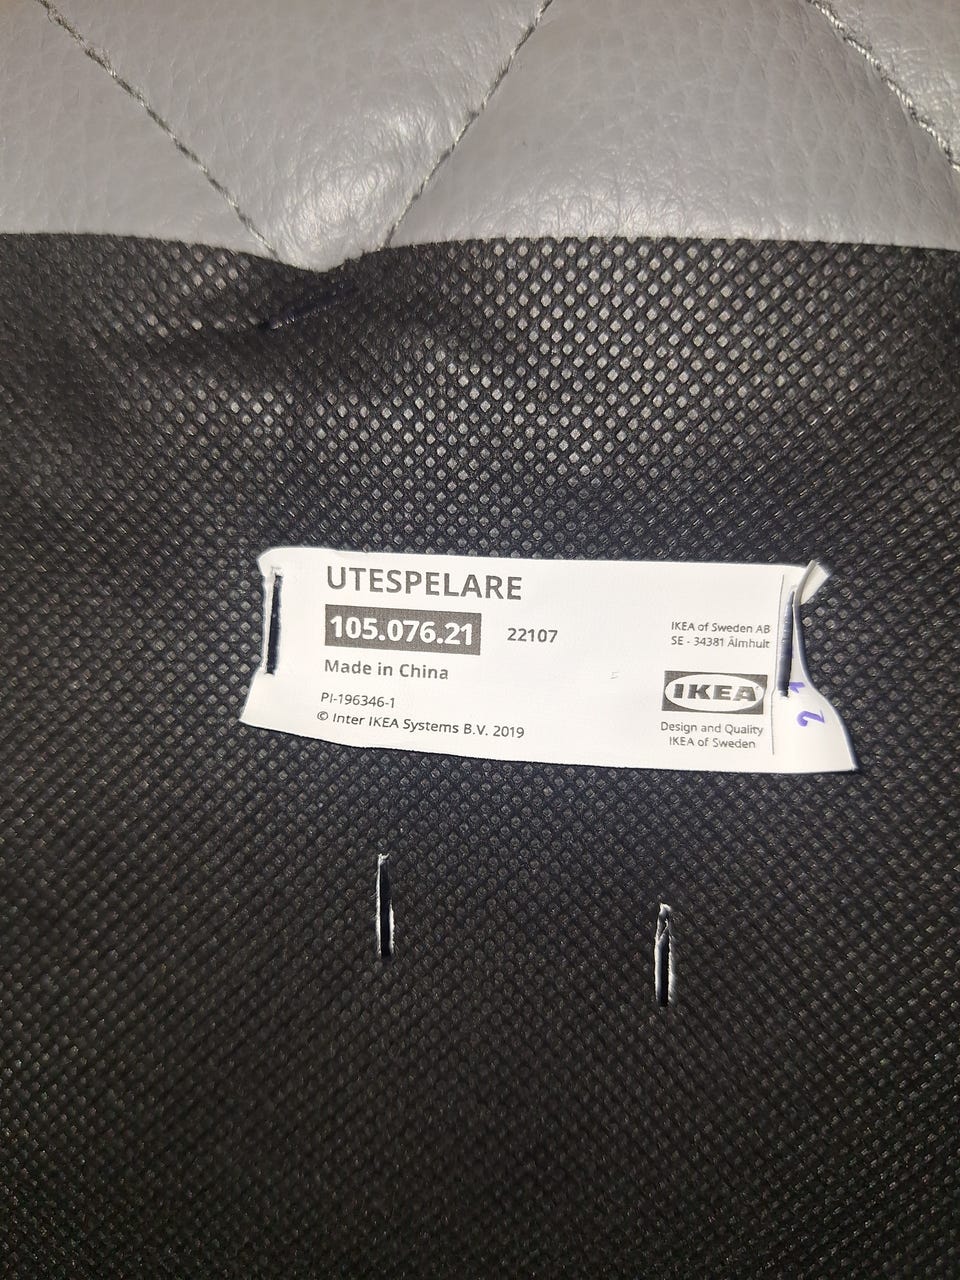 UTESPELARE
105.076.21 22107
Made in China
PI-196346-1
© Inter IKEA Systems B.V. 2019
IKEA of Sweden AB
SE - 34381 Älmhult
IKEA
Design and Quality
IKEA of Sweden